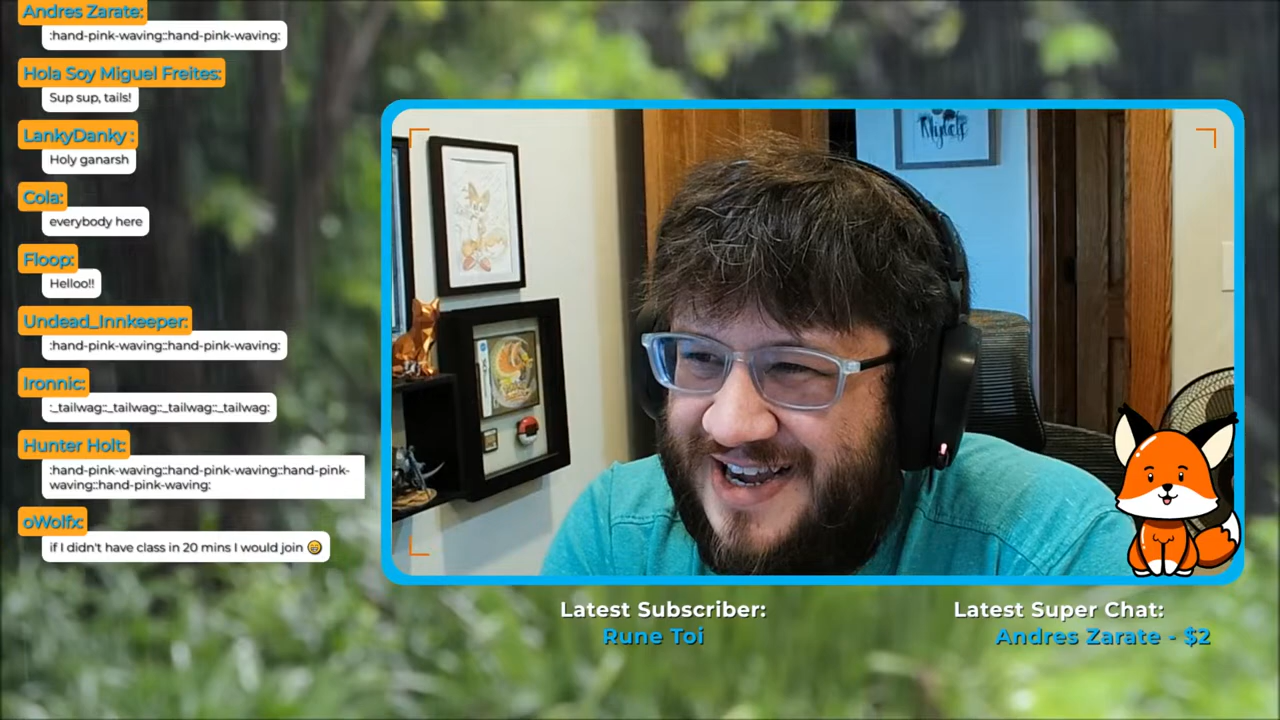 Andres Zarate:
:hand-pink-waving::hand-pink-waving:
Hola Soy Miguel Freites:
Sup sup, tails!
LankyDanky :
Holy ganarsh
Cola:
everybody here
Floop:
Helloo!!
Undead_Innkeeper:
:hand-pink-waving::hand-pink-waving:
Ironnic:
:_tailwag::_tailwag::_tailwag::_tailwag:
Hunter Holt:
:hand-pink-waving::hand-pink-waving::hand-pink-
waving::hand-pink-waving:
oWolfx:
if I didn't have class in 20 mins I would join 😁
Latest Subscriber:
Rune Toi
Latest Super Chat:
Andres Zarate - $2